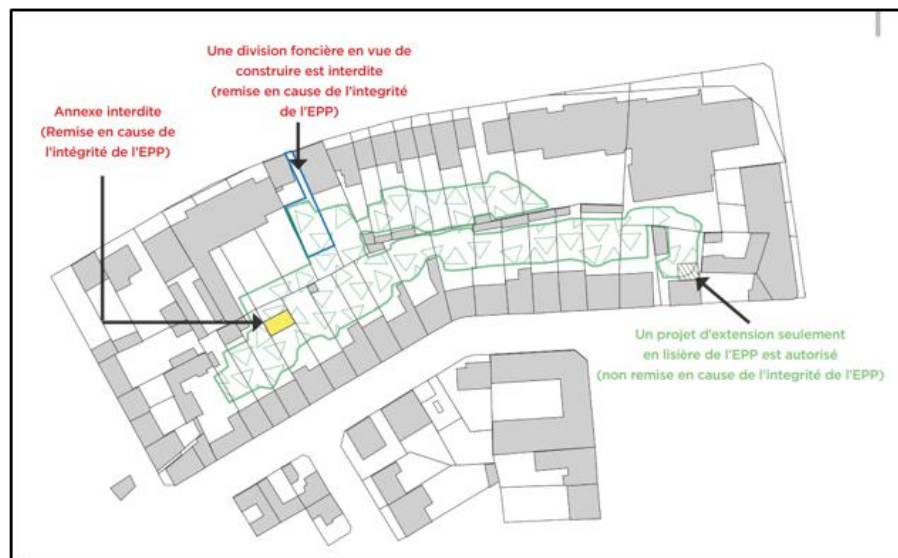 Une division foncière en vue de
construire est interdite
(remise en cause de l'integrité
de l'EPP)
Annexe interdite
(Remise en cause de
l'intégrité de l'EPP)
Un projet d'extension seulement
en lisière de l'EPP est autorisé
(non remise en cause de l'integrité de l'EPP)